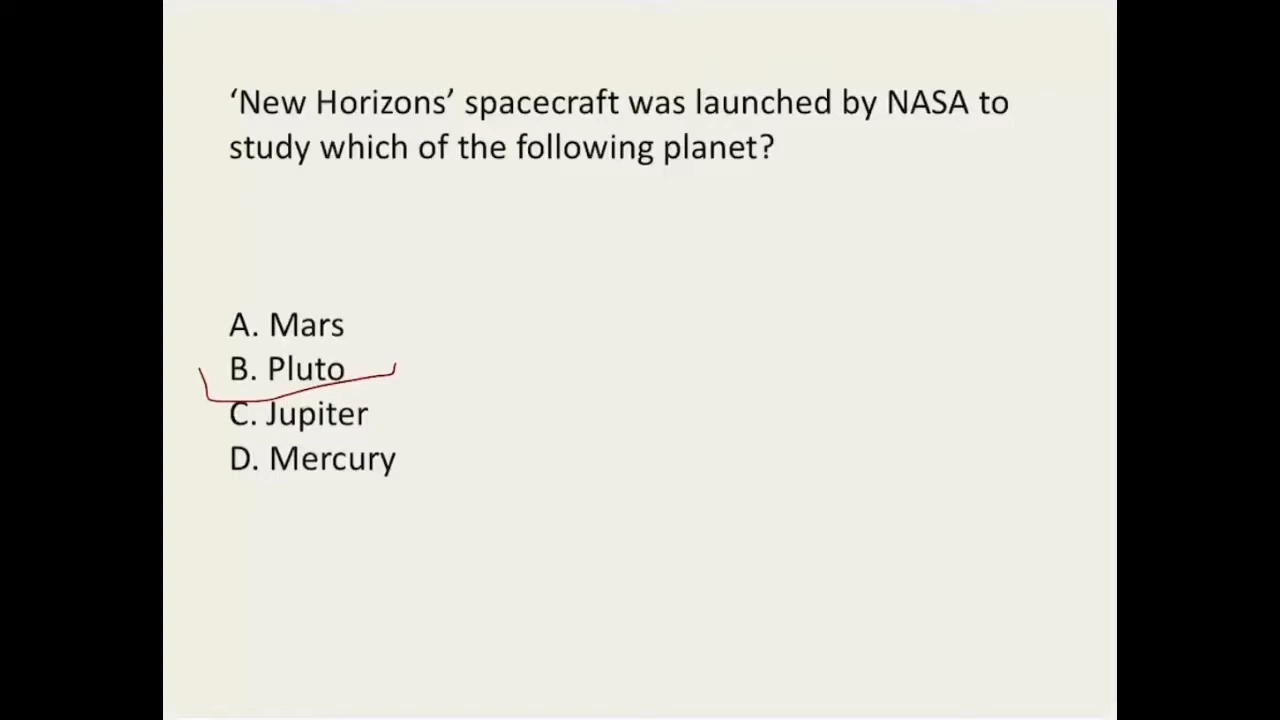 ‘New Horizons’ spacecraft was launched by NASA to
study which of the following planet?
A. Mars
B. Pluto
C. Jupiter
D. Mercury